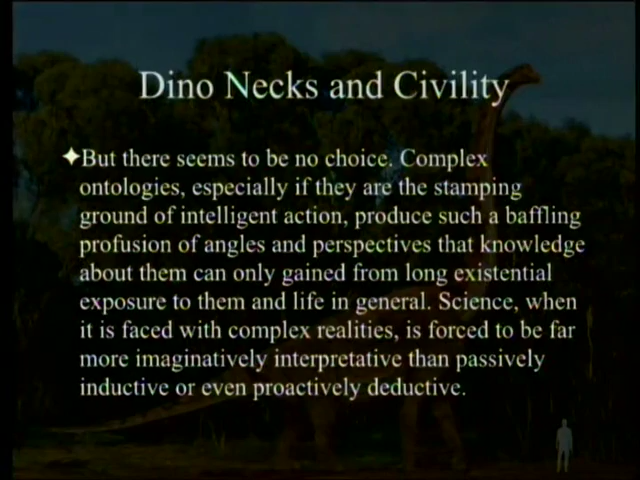 Dino Necks and Civility
But there seems to be no choice. Complex
ontologies, especially if they are the stamping
ground of intelligent action, produce such a baffling
profusion of angles and perspectives that knowledge
about them can only gained from long existential
exposure to them and life in general. Science, when
it is faced with complex realities, is forced to be far
more imaginatively interpretative than passively
inductive or even proactively deductive.